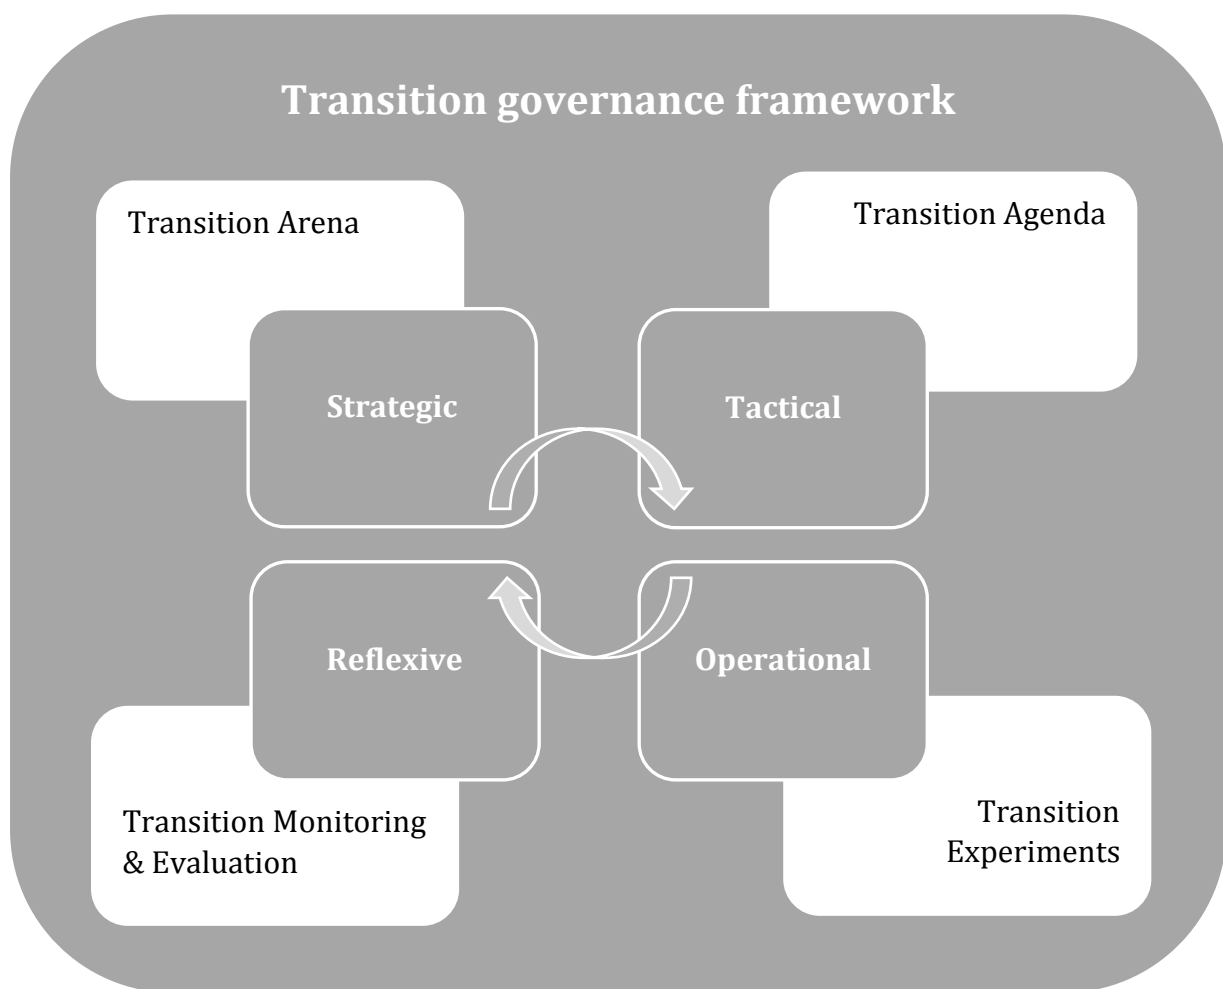 Transition governance framework
Transition Arena
Transition Agenda
Strategic
Tactical
Reflexive
Operational
Transition Monitoring
& Evaluation
Transition
Experiments